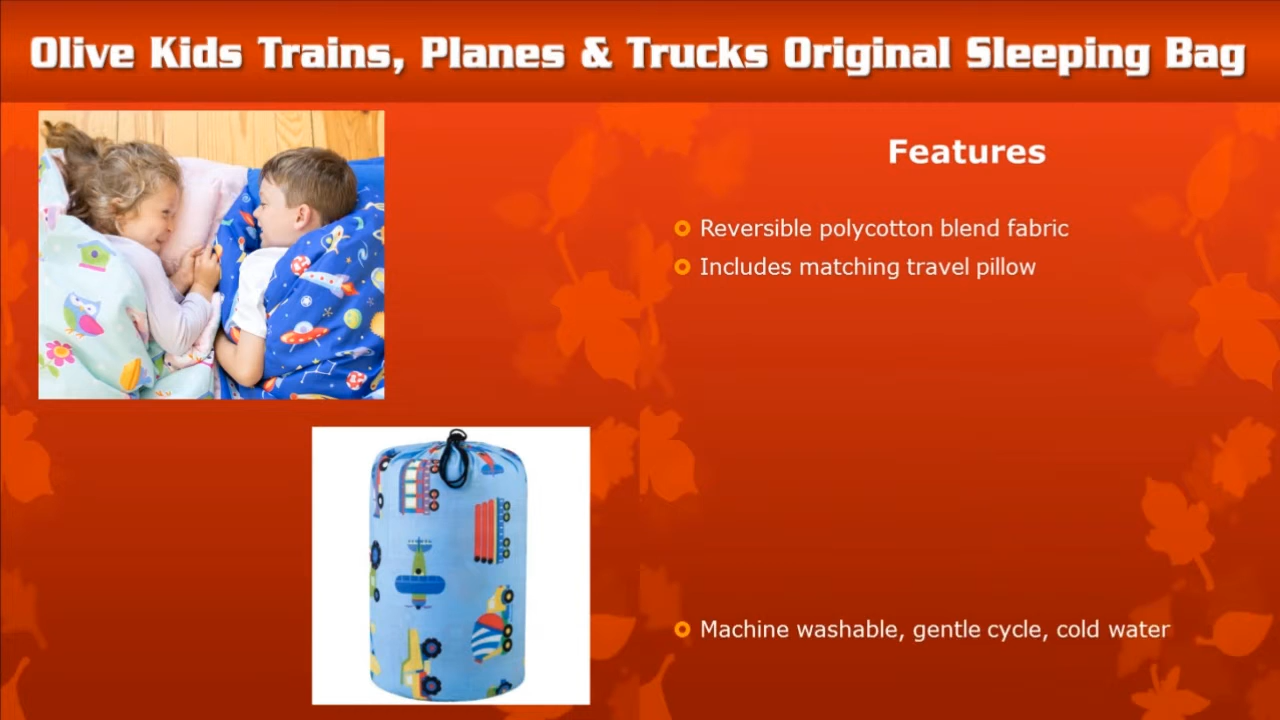 Olive Kids Trains, Planes & Trucks Original Sleeping Bag
Features
Reversible polycotton blend fabric
Includes matching travel pillow
Machine washable, gentle cycle, cold water